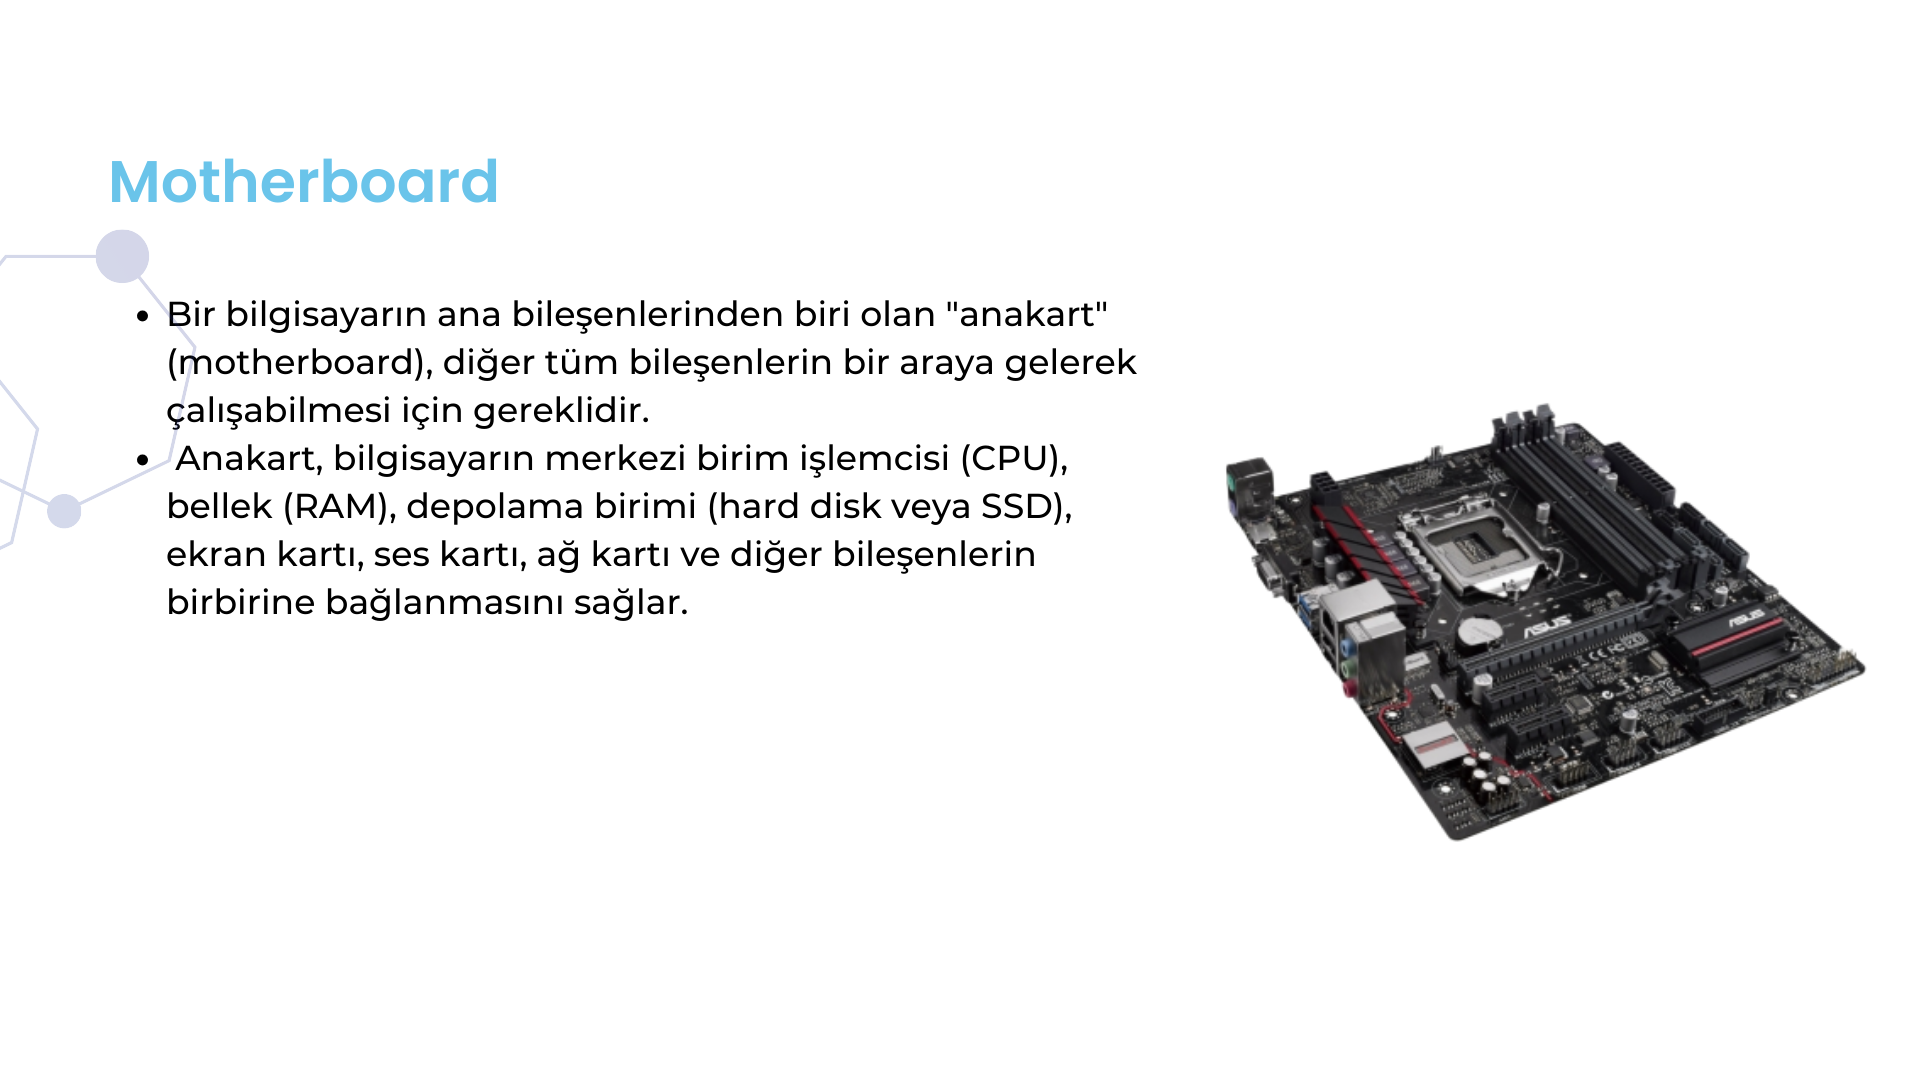 Motherboard
• Bir bilgisayarın ana bileşenlerinden biri olan "anakart"
(motherboard), diğer tüm bileşenlerin bir araya gelerek
çalışabilmesi için gereklidir.
• Anakart, bilgisayarın merkezi birim işlemcisi (CPU),
bellek (RAM), depolama birimi (hard disk veya SSD),
ekran kartı, ses kartı, ağ kartı ve diğer bileşenlerin
birbirine bağlanmasını sağlar.
ASUS
ASUS